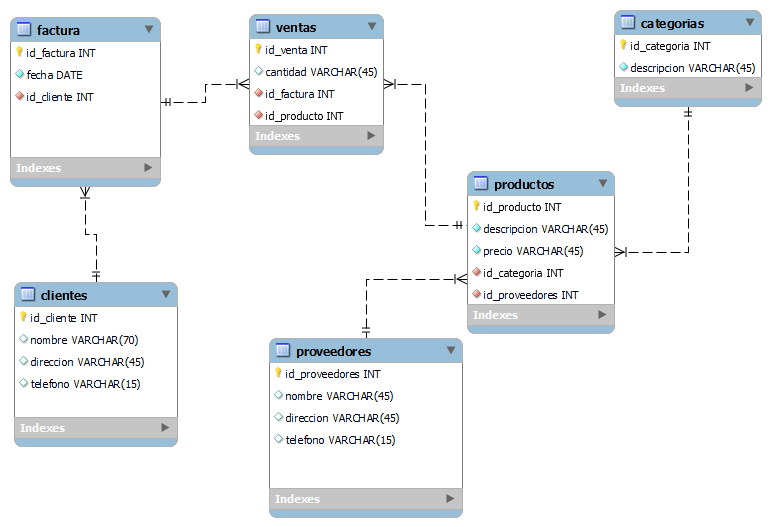 factura
id_factura INT
fecha DATE
id_cliente INT
Indexes
ventas
id_venta INT
cantidad VARCHAR(45)
id_factura INT
id_producto INT
Indexes
categorias
id_categoria INT
descripcion VARCHAR(45)
Indexes
productos
id_producto INT
descripcion VARCHAR(45)
precio VARCHAR(45)
id_categoria INT
id_proveedores INT
Indexes
clientes
id_cliente INT
nombre VARCHAR(70)
direccion VARCHAR(45)
telefono VARCHAR(15)
Indexes
proveedores
id_proveedores INT
nombre VARCHAR(45)
direccion VARCHAR(45)
telefono VARCHAR(15)
Indexes